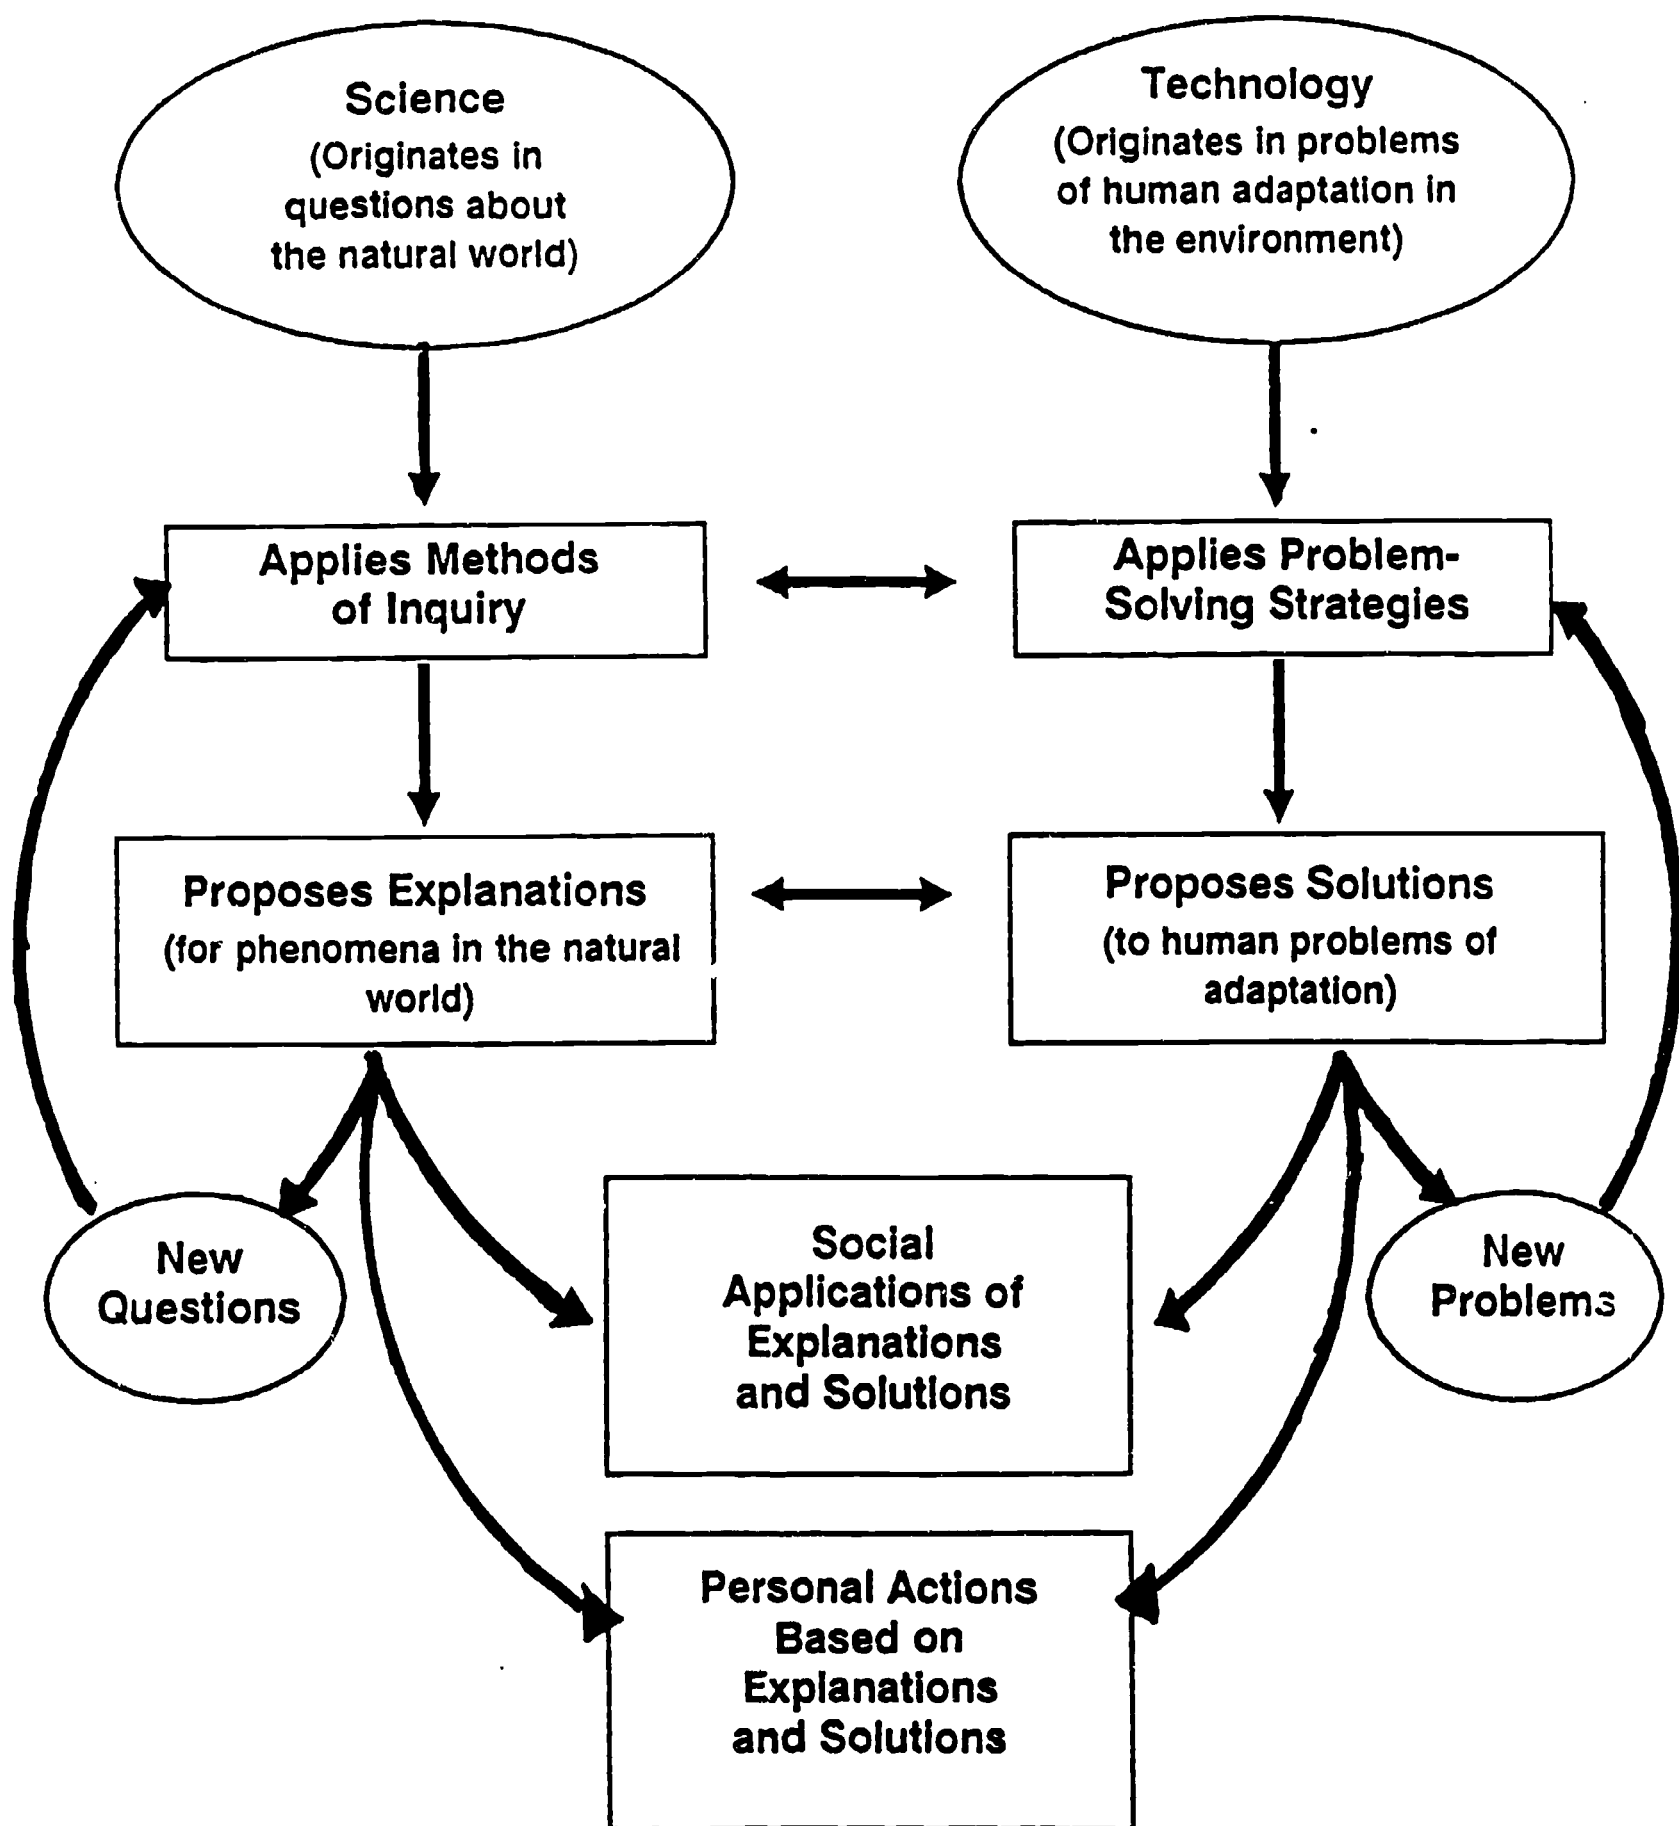 Science
(Originates in
questions about
the natural world)
Technology
(Originates in problems
of human adaptation in
the environment)
Applies Methods
of Inquiry
Applies Problem-
Solving Strategies
Proposes Explanations
(for phenomena in the natural
world)
Proposes Solutions
(to human problems of
adaptation)
New
Questions
Social
Applications of
Explanations
and Solutions
New
Problems
Personal Actions
Based on
Explanations
and Solutions